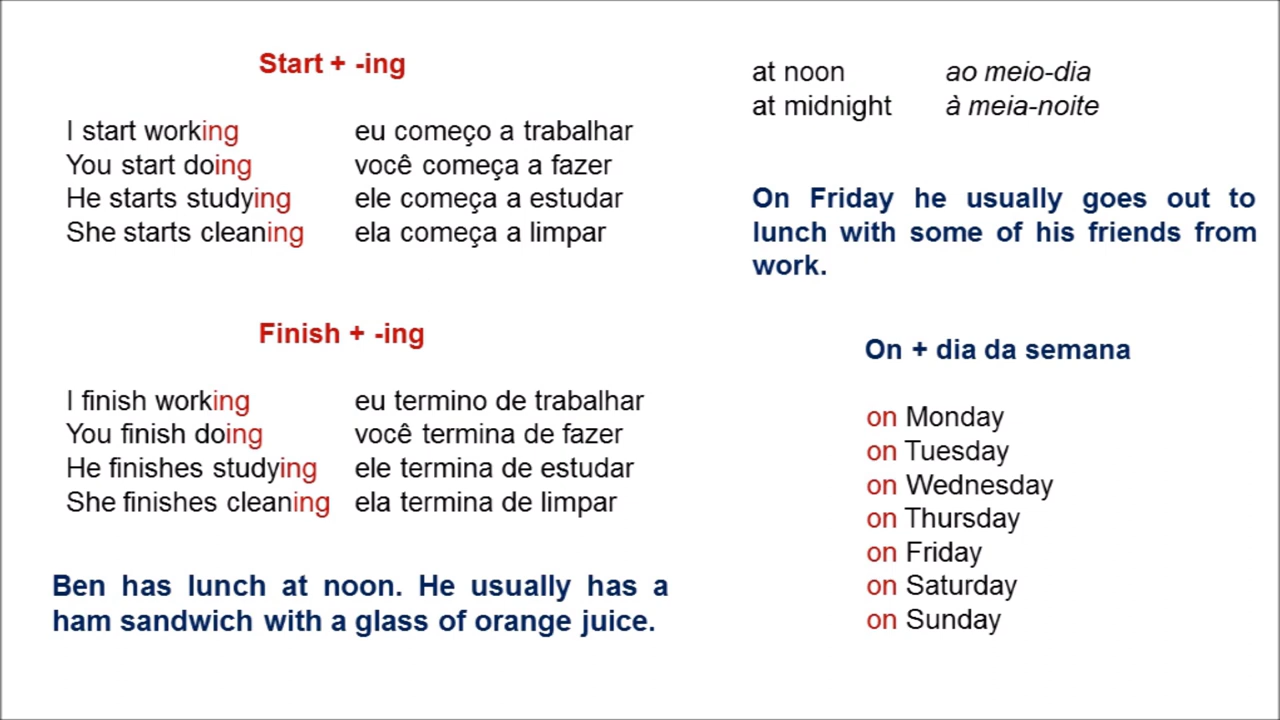 Start + -ing
I start working eu começo a trabalhar
You start doing você começa a fazer
He starts studying ele começa a estudar
She starts cleaning ela começa a limpar
Finish + -ing
I finish working eu termino de trabalhar
You finish doing você termina de fazer
He finishes studying ele termina de estudar
She finishes cleaning ela termina de limpar
Ben has lunch at noon. He usually has a
ham sandwich with a glass of orange juice.
at noon ao meio-dia
at midnight à meia-noite
On Friday he usually goes out to
lunch with some of his friends from
work.
On + dia da semana
on Monday
on Tuesday
on Wednesday
on Thursday
on Friday
on Saturday
on Sunday